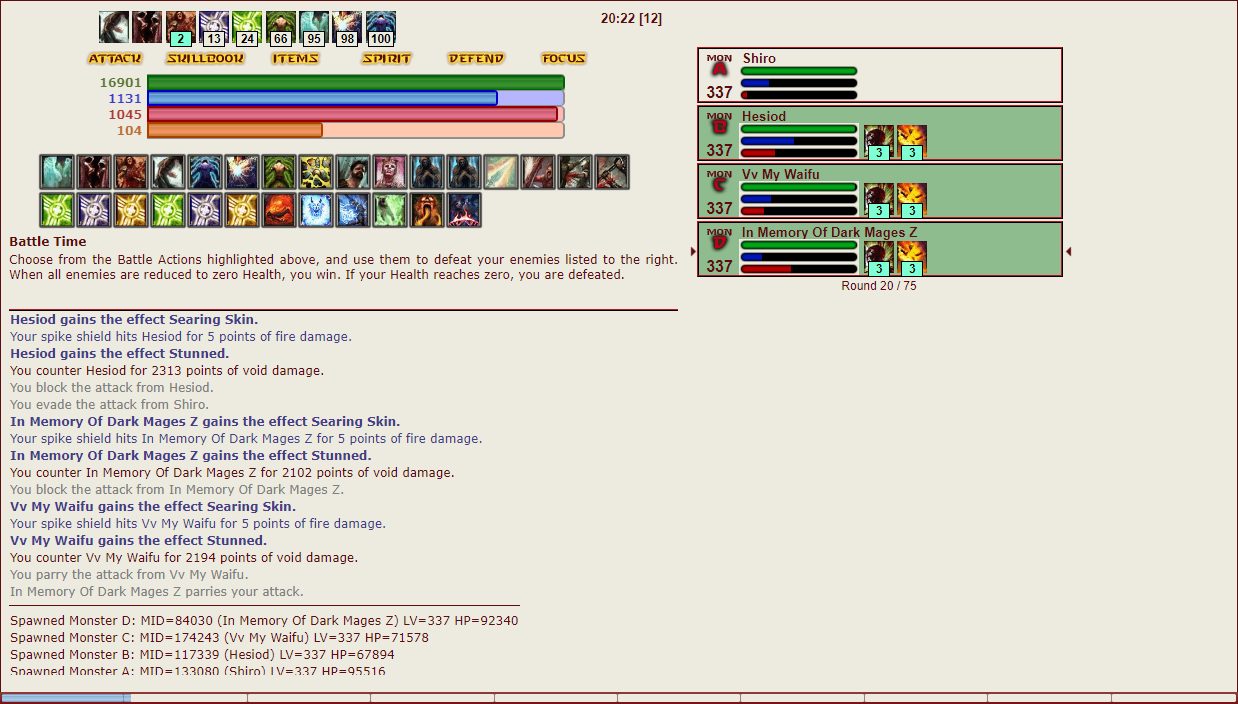 20:22 [12]
2 13 24 66 95 98 100
ATTACK SKILLBOOK ITEMS SPIRIT DEFEND FOCUS
16901
1131
1045
104
MON A 337 Shiro
MON B 337 Hesiod 3 3
MON C 337 Vv My Waifu 3 3
MON D 337 In Memory Of Dark Mages Z 3 3
Round 20 / 75
Battle Time
Choose from the Battle Actions highlighted above, and use them to defeat your enemies listed to the right.
When all enemies are reduced to zero Health, you win. If your Health reaches zero, you are defeated.
Hesiod gains the effect Searing Skin.
Your spike shield hits Hesiod for 5 points of fire damage.
Hesiod gains the effect Stunned.
You counter Hesiod for 2313 points of void damage.
You block the attack from Hesiod.
You evade the attack from Shiro.
In Memory Of Dark Mages Z gains the effect Searing Skin.
Your spike shield hits In Memory Of Dark Mages Z for 5 points of fire damage.
In Memory Of Dark Mages Z gains the effect Stunned.
You counter In Memory Of Dark Mages Z for 2102 points of void damage.
You block the attack from In Memory Of Dark Mages Z.
Vv My Waifu gains the effect Searing Skin.
Your spike shield hits Vv My Waifu for 5 points of fire damage.
Vv My Waifu gains the effect Stunned.
You counter Vv My Waifu for 2194 points of void damage.
You parry the attack from Vv My Waifu.
In Memory Of Dark Mages Z parries your attack.
Spawned Monster D: MID=84030 (In Memory Of Dark Mages Z) LV=337 HP=92340
Spawned Monster C: MID=174243 (Vv My Waifu) LV=337 HP=71578
Spawned Monster B: MID=117339 (Hesiod) LV=337 HP=67894
Spawned Monster A: MID=133080 (Shiro) LV=337 HP=95516